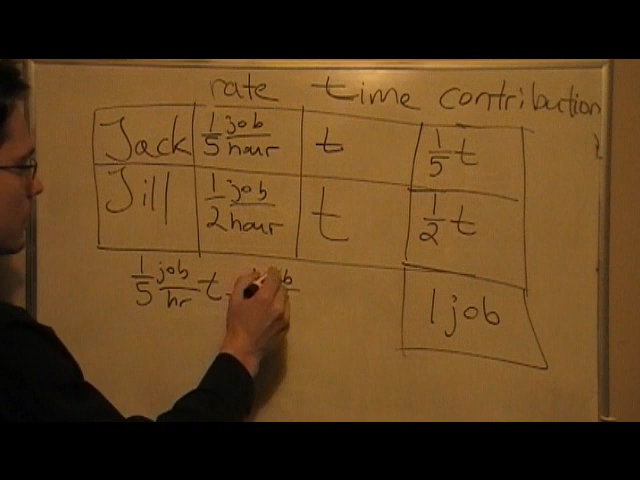 rate time contribution
Jack 1/5 job/hour t 1/5 t
Jill 1/2 job/hour t 1/2 t
1/5 job/hr t
1 job